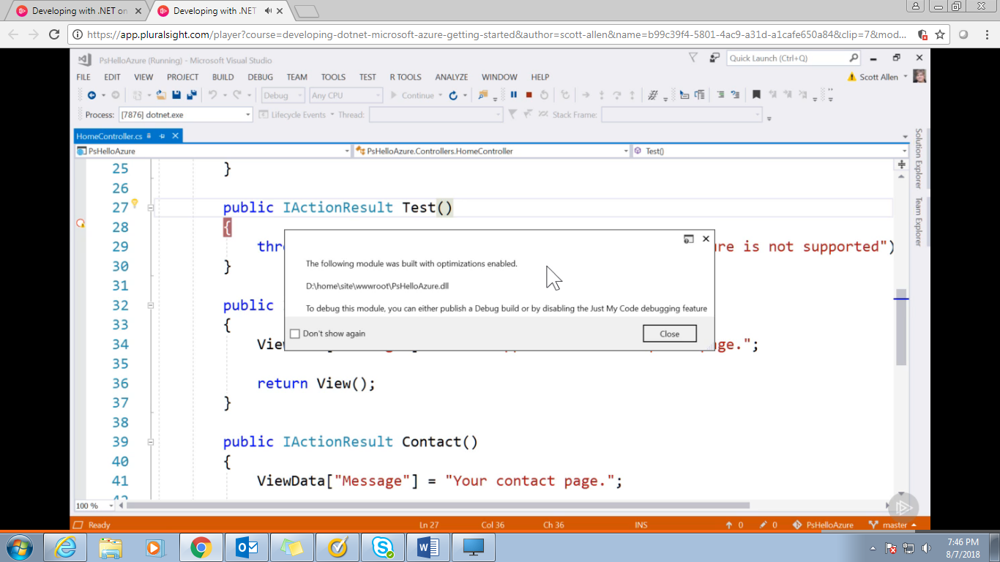 Developing with .NET on
Developing with .NET
https://app.pluralsight.com/player?course=developing-dotnet-microsoft-azure-getting-started&author=scott-allen&name=b99c39f4-5801-4ac9-a31d-a1cafe650a84&clip=7&mod...
PsHelloAzure (Running) - Microsoft Visual Studio
Quick Launch (Ctrl+Q)
FILE EDIT VIEW PROJECT BUILD DEBUG TEAM TOOLS TEST R TOOLS ANALYZE WINDOW HELP
Scott Allen
Debug Any CPU Continue
Process: [7876] dotnet.exe Lifecycle Events Thread: Stack Frame:
HomeController.cs
PsHelloAzure PsHelloAzure.Controllers.HomeController Test()
Solution Explorer
Team Explorer
25 }
26
27 public IActionResult Test()
28 {
29 thr re is not supported")
30 }
31
32 public
33 {
34 Vie ge.";
35
36 return View();
37 }
38
39 public IActionResult Contact()
40 {
41 ViewData["Message"] = "Your contact page.";
42
The following module was built with optimizations enabled.
D:\home\site\wwwroot\PsHelloAzure.dll
To debug this module, you can either publish a Debug build or by disabling the Just My Code debugging feature
Don't show again
Close
100 %
Ready Ln 27 Col 36 Ch 36 INS 0 0 PsHelloAzure master
7:46 PM
8/7/2018